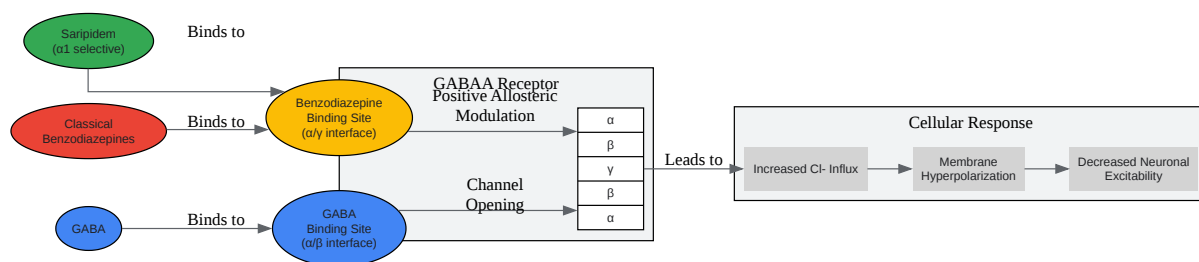 Saripidem
(α1 selective)
Binds to
Classical
Benzodiazepines
Binds to
GABA
Binds to
Benzodiazepine
Binding Site
(α/γ interface)
GABA
Binding Site
(α/β interface)
GABAA Receptor
Positive Allosteric
Modulation
Channel
Opening
α
β
γ
β
α
Leads to
Cellular Response
Increased Cl- Influx
Membrane
Hyperpolarization
Decreased Neuronal
Excitability